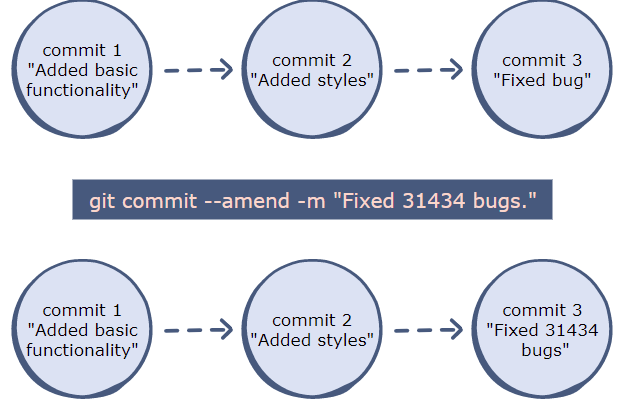 commit 1
"Added basic
functionality"
commit 2
"Added styles"
commit 3
"Fixed bug"
git commit --amend -m "Fixed 31434 bugs."
commit 1
"Added basic
functionality"
commit 2
"Added styles"
commit 3
"Fixed 31434
bugs"